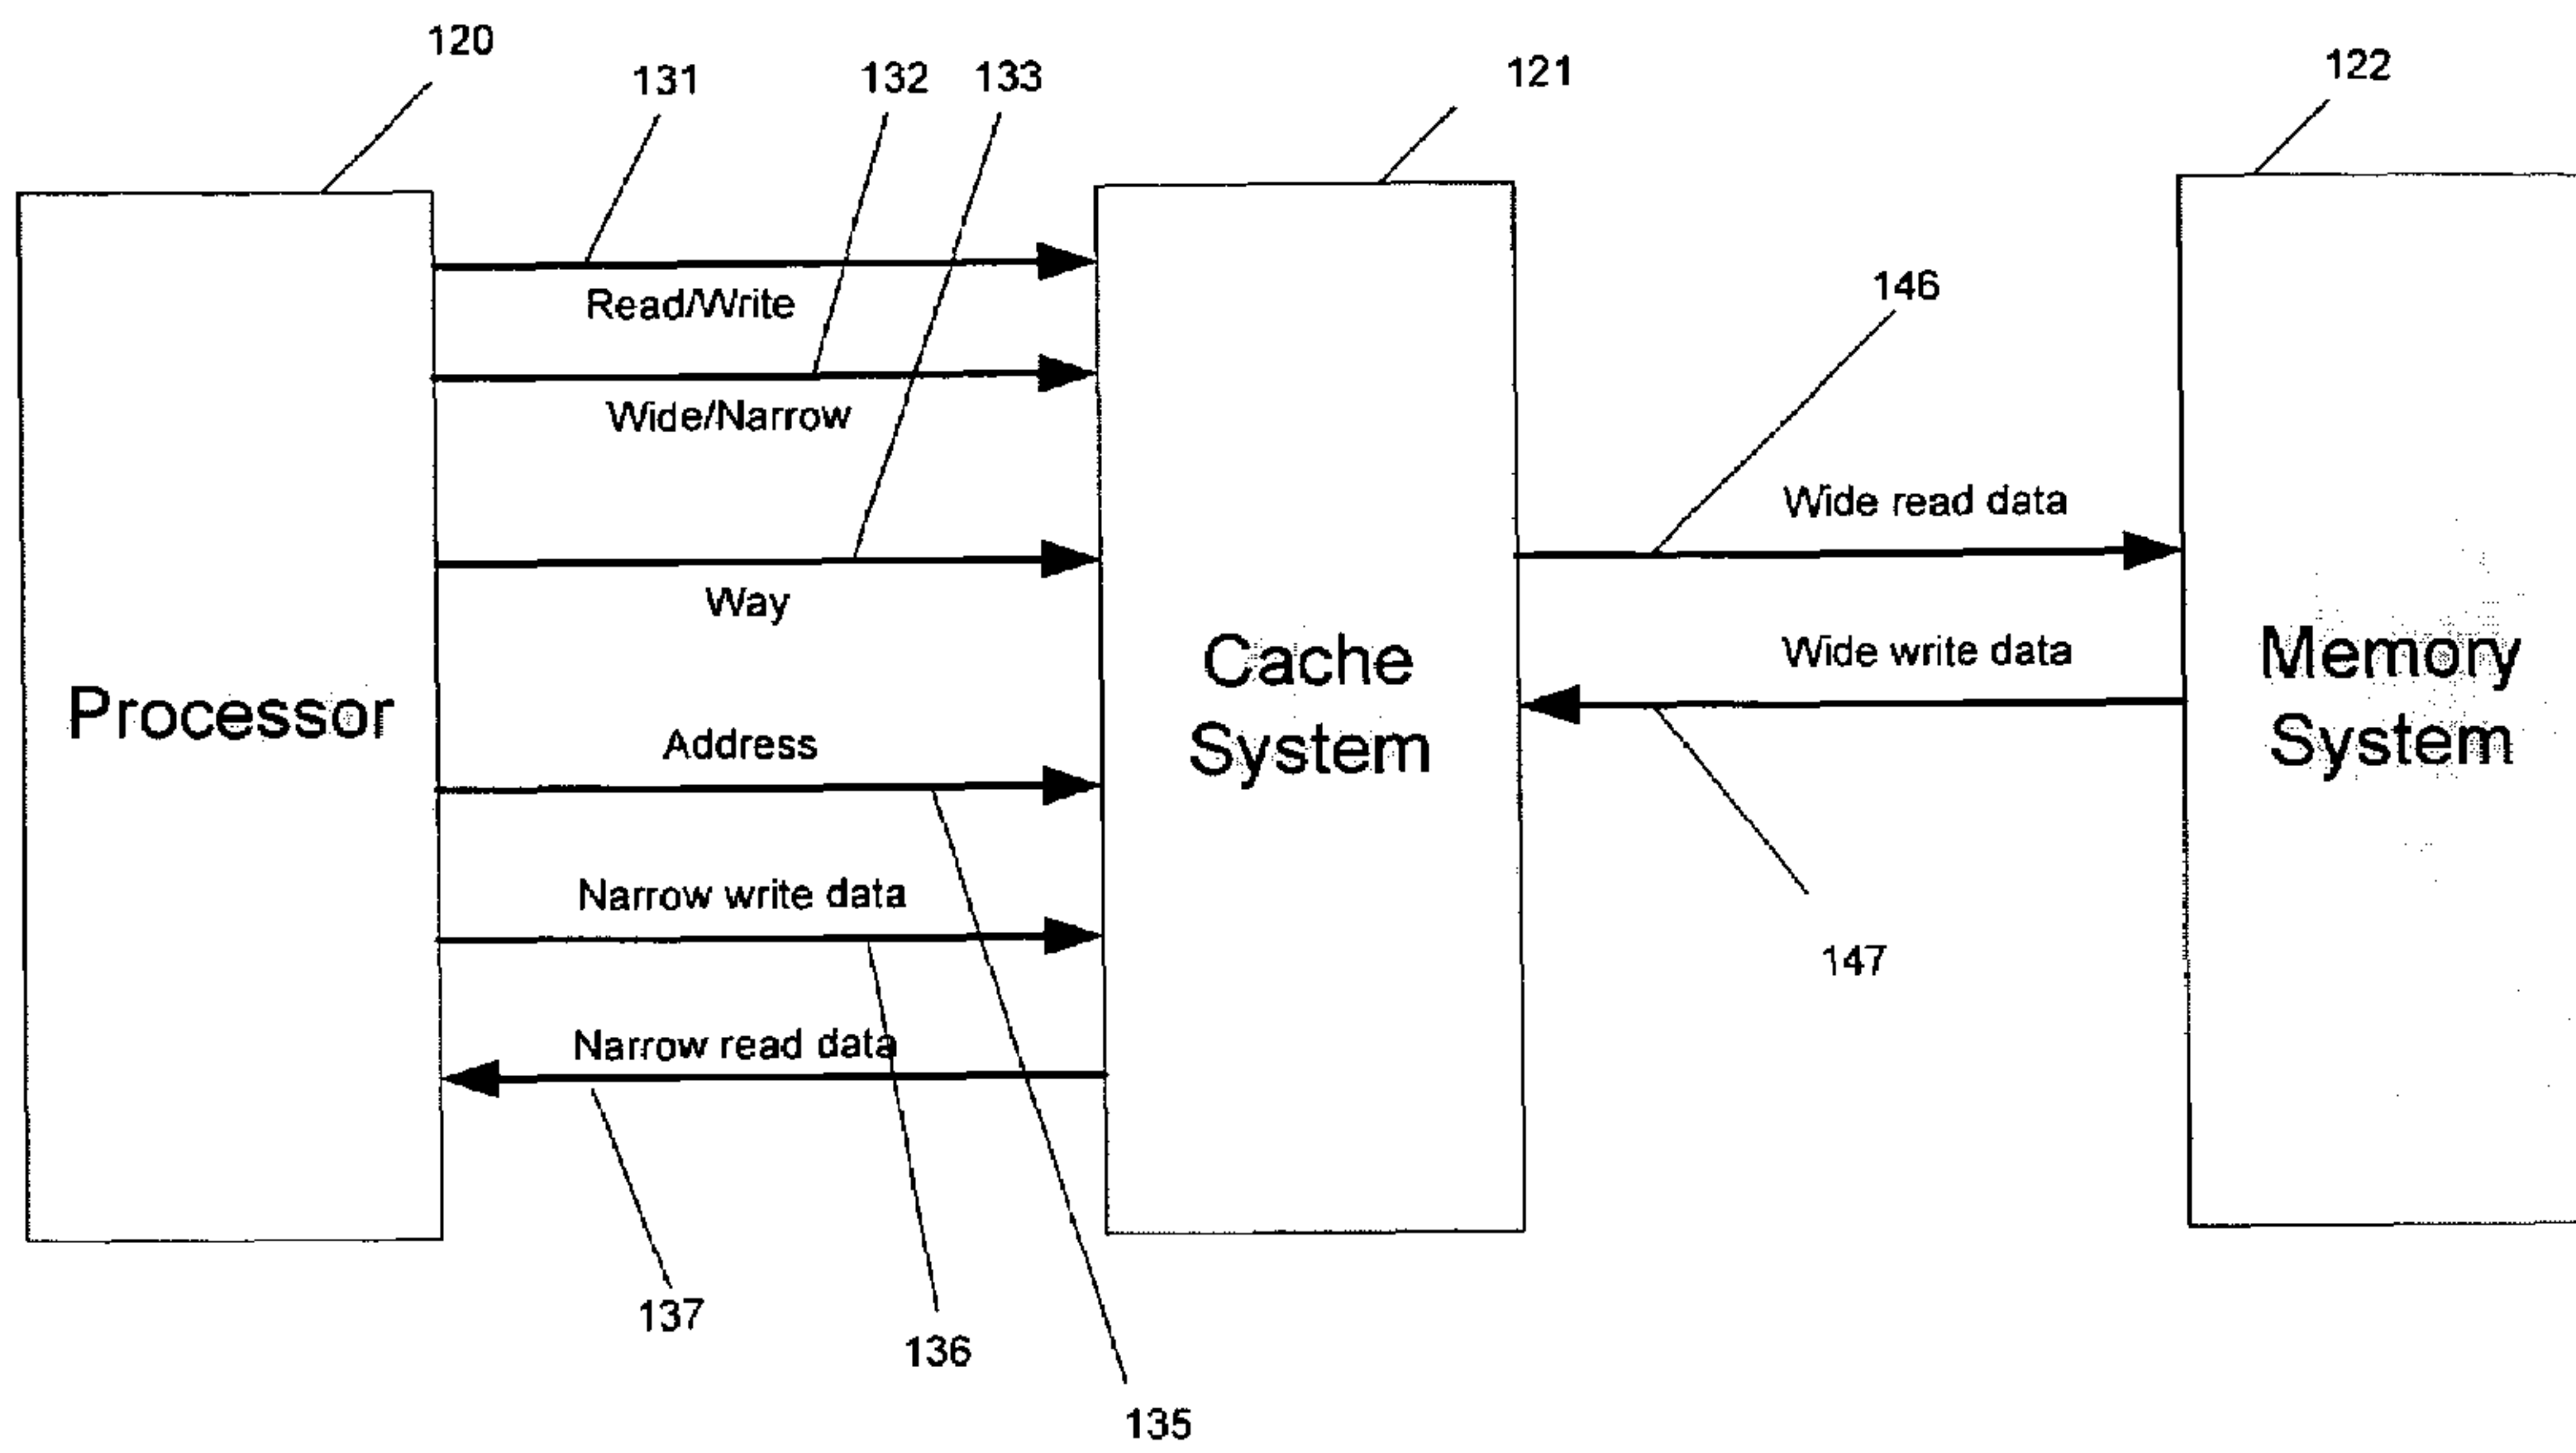 120
131
132
133
121
122
Read/Write
146
Wide/Narrow
Wide read data
Way
Wide write data
Cache
System
Memory
System
Processor
Address
Narrow write data
147
Narrow read data
137
136
135